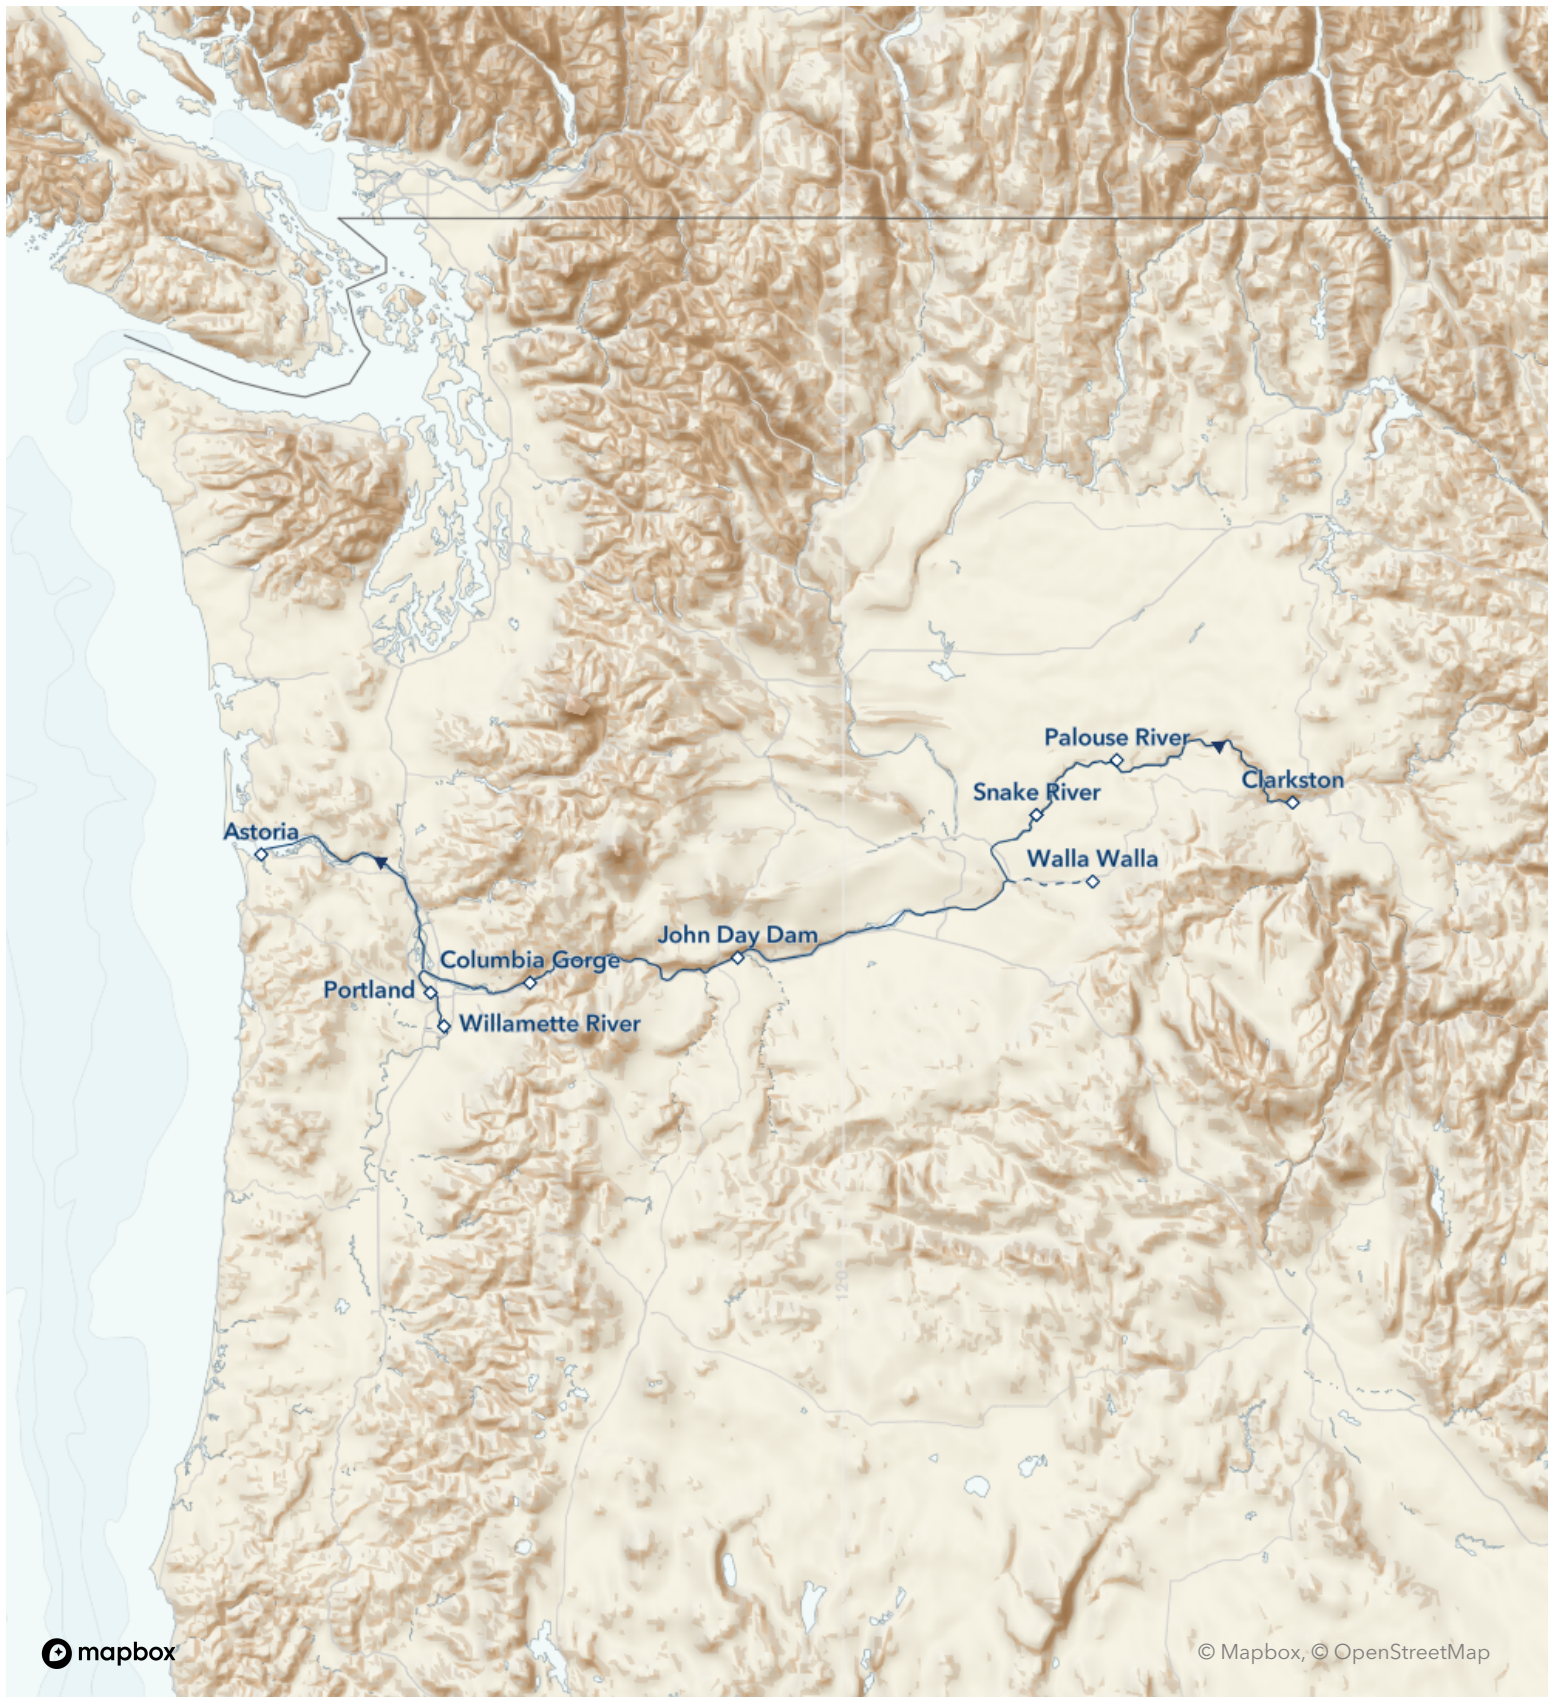 Palouse River
Clarkston
Snake River
Astoria
Walla Walla
John Day Dam
Columbia Gorge
Portland
Willamette River
120°
mapbox
© Mapbox, © OpenStreetMap